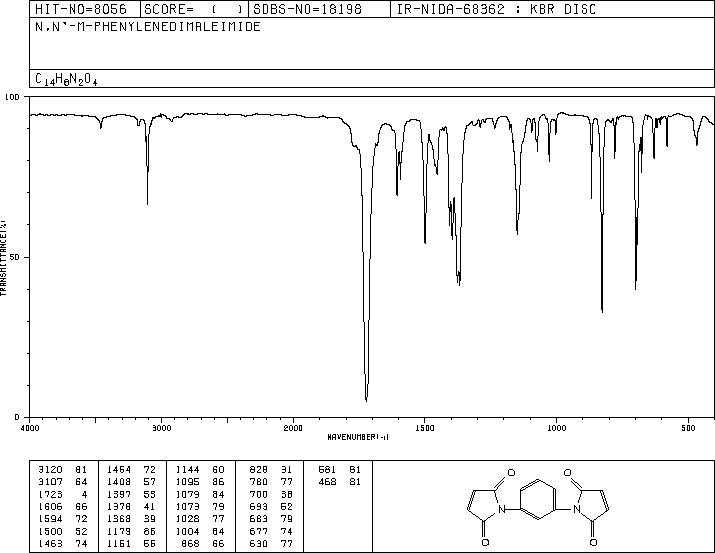 HIT-NO=8056 SCORE= ( ) SDBS-NO=18198 IR-NIDA-68362 : KBR DISC
N,N'-M-PHENYLENEDIMALEIMIDE
C14H8N2O4
100
50
0
TRANSMITTANCE(%)
4000 3000 2000 1500 1000 500
WAVENUMBER(-1)
3120 81 1464 72 1144 60 828 31 581 81
3107 64 1408 57 1095 86 780 77 468 81
1723 4 1397 53 1079 84 700 38
1606 66 1378 41 1073 79 693 52
1594 72 1368 39 1028 77 683 79
1500 52 1179 86 1004 84 677 74
1463 74 1151 55 868 66 630 77
O O
N N
O O